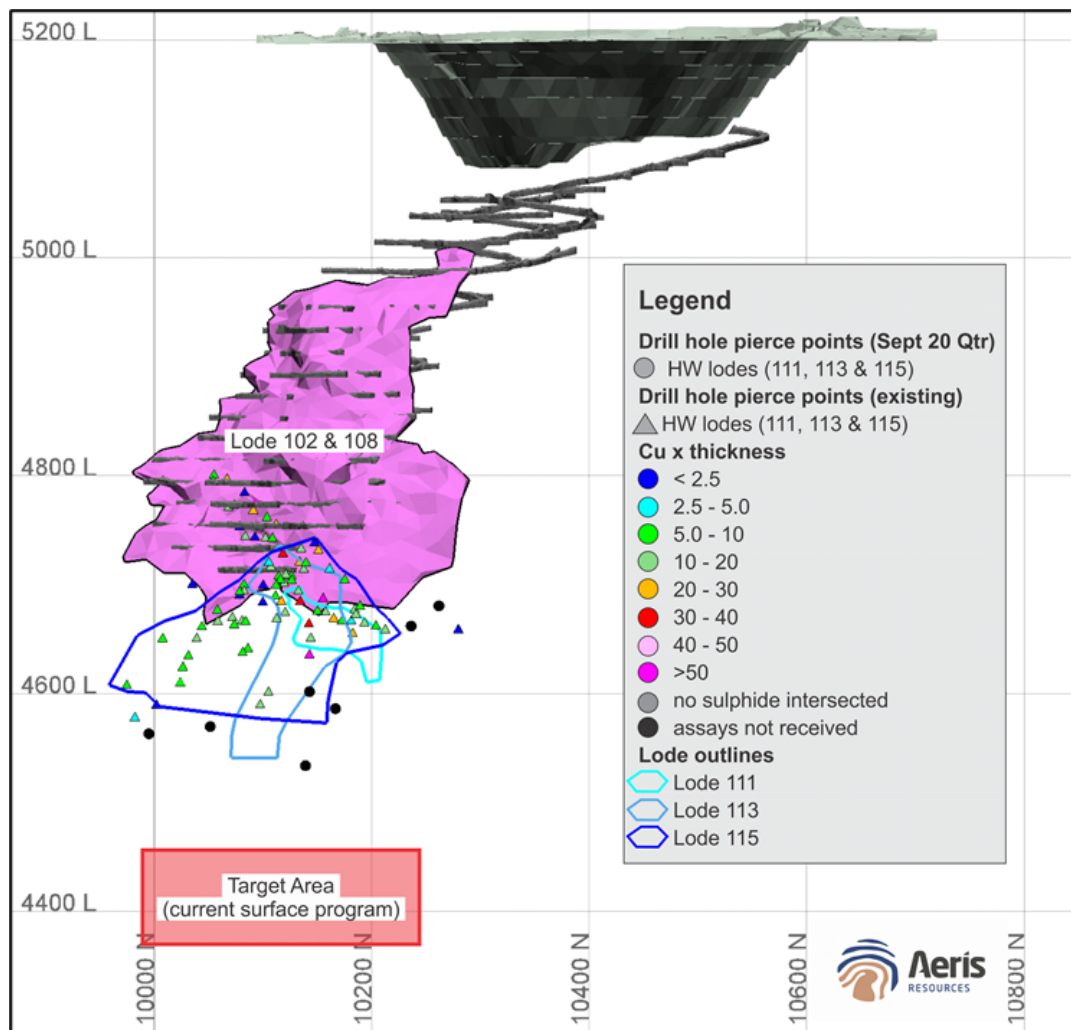 5200 L
5000 L
4800 L
4600 L
4400 L
Lode 102 & 108
Target Area
(current surface program)
10000 N
10200 N
10400 N
10600 N
10800 N
Legend
Drill hole pierce points (Sept 20 Qtr)
HW lodes (111, 113 & 115)
Drill hole pierce points (existing)
HW lodes (111, 113 & 115)
Cu x thickness
< 2.5
2.5 - 5.0
5.0 - 10
10 - 20
20 - 30
30 - 40
40 - 50
>50
no sulphide intersected
assays not received
Lode outlines
Lode 111
Lode 113
Lode 115
Aeris
RESOURCES